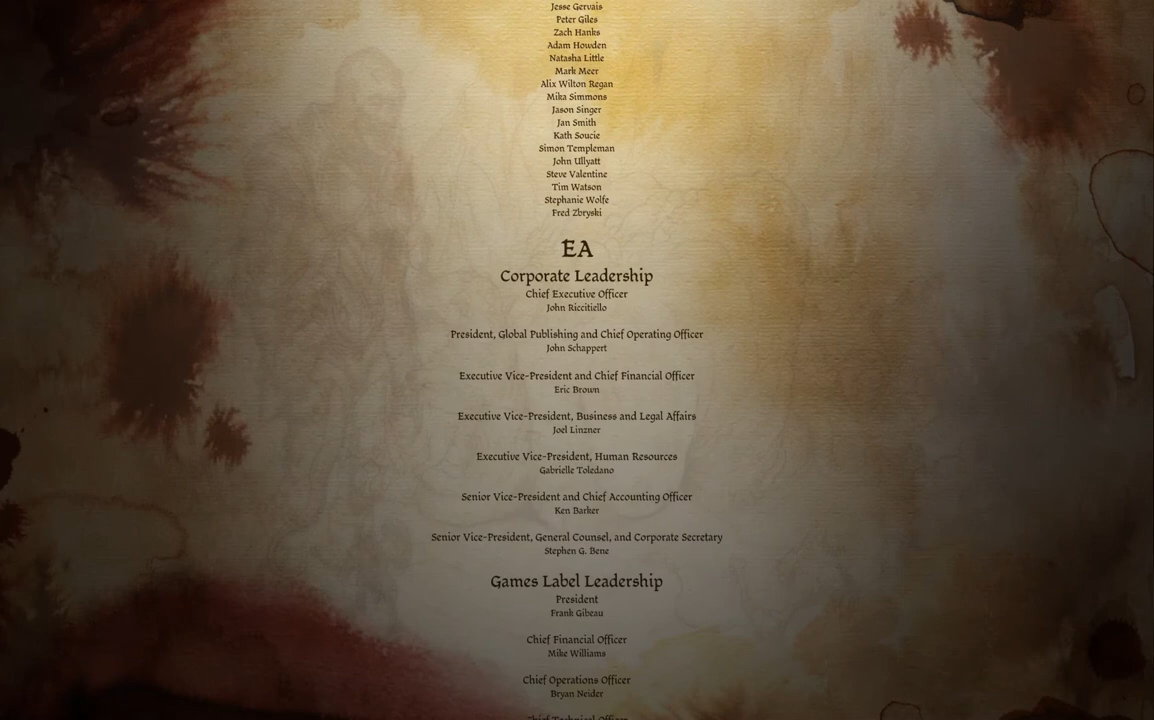 Jesse Gervais
Peter Giles
Zach Hanks
Adam Howden
Natasha Little
Mark Meer
Alix Wilton Regan
Mika Simmons
Jason Singer
Jan Smith
Kath Soucie
Simon Templeman
John Ullyatt
Steve Valentine
Tim Watson
Stephanie Wolfe
Fred Zbryski
EA
Corporate Leadership
Chief Executive Officer
John Riccitiello
President, Global Publishing and Chief Operating Officer
John Schappert
Executive Vice-President and Chief Financial Officer
Eric Brown
Executive Vice-President, Business and Legal Affairs
Joel Linzner
Executive Vice-President, Human Resources
Gabrielle Toledano
Senior Vice-President and Chief Accounting Officer
Ken Barker
Senior Vice-President, General Counsel, and Corporate Secretary
Stephen G. Bene
Games Label Leadership
President
Frank Gibeau
Chief Financial Officer
Mike Williams
Chief Operations Officer
Bryan Neider
Chief Technical Officer